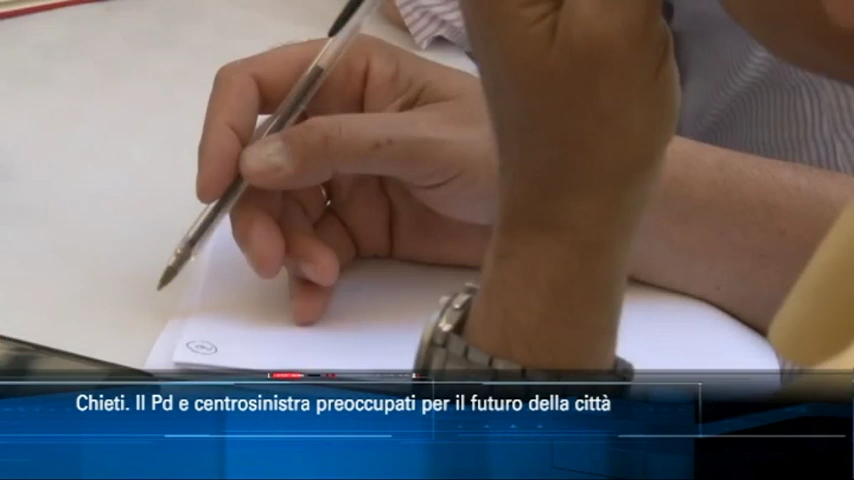 Chieti. Il Pd e centrosinistra preoccupati per il futuro della città